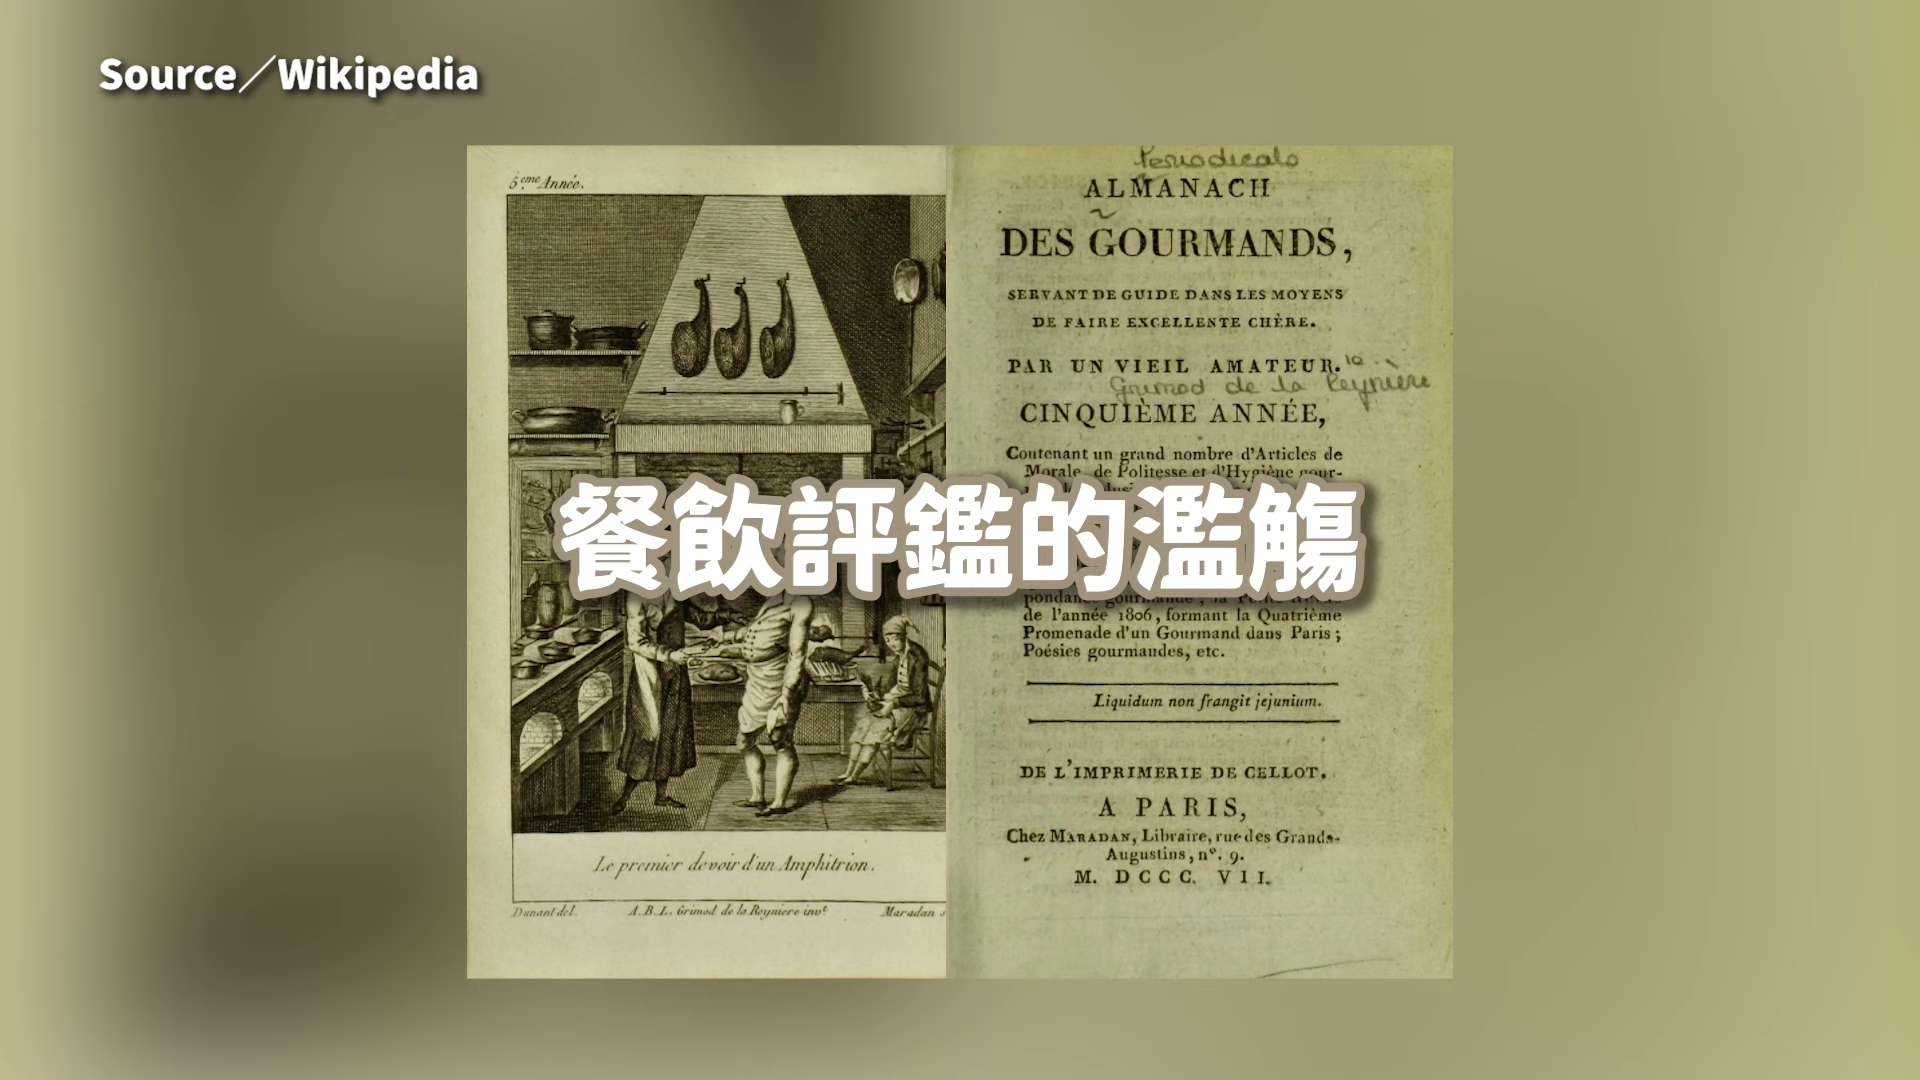 Source／Wikipedia
5.eme Année.
Le premier devoir d'un Amphitrion.
Dunant del.
A.B.L. Grimod de la Reyniere invt
Maradan s
Periodicals
ALMANACH
DES GOURMANDS,
SERVANT DE GUIDE DANS LES MOYENS
DE FAIRE EXCELLENTE CHÈRE.
PAR UN VIEIL AMATEUR.
Grimod de la Reynière
CINQUIÈME ANNÉE,
Contenant un grand nombre d'Articles de
Morale, de Politesse et d'Hygiène gour-
餐飲評鑑的濫觴
de l'année 1806, formant la Quatrième
Promenade d'un Gourmand dans Paris ;
Poésies gourmandes, etc.
Liquidum non frangit jejunium.
DE L'IMPRIMERIE DE CELLOT.
A PARIS,
Chez MARADAN, Libraire, rue des Grands-
Augustins, nº. 9.
M. DCCC. VII.